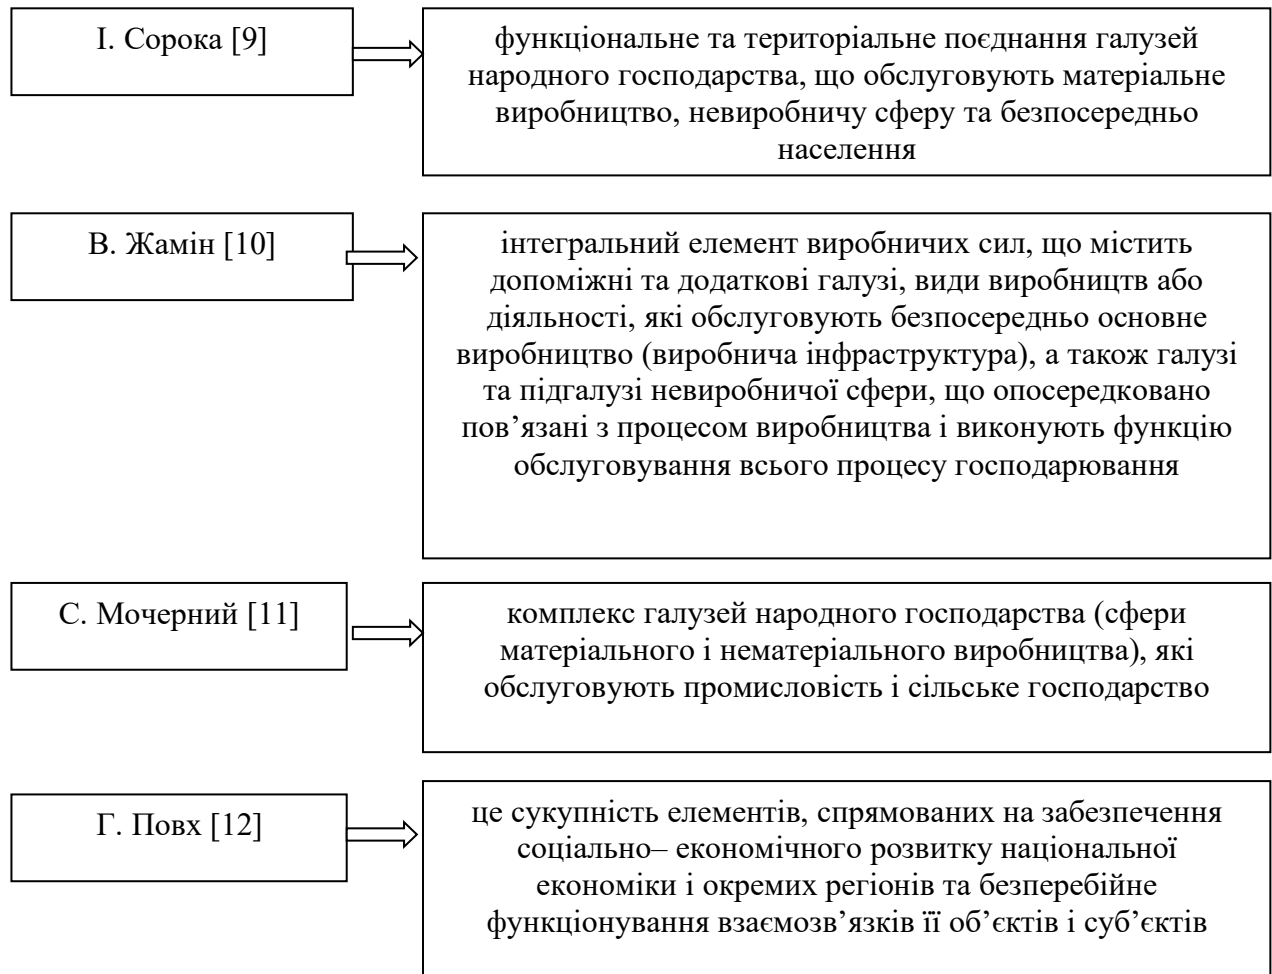 І. Сорока [9]
функціональне та територіальне поєднання галузей
народного господарства, що обслуговують матеріальне
виробництво, невиробничу сферу та безпосередньо
населення
В. Жамін [10]
інтегральний елемент виробничих сил, що містить
допоміжні та додаткові галузі, види виробництв або
діяльності, які обслуговують безпосередньо основне
виробництво (виробнича інфраструктура), а також галузі
та підгалузі невиробничої сфери, що опосередковано
пов’язані з процесом виробництва і виконують функцію
обслуговування всього процесу господарювання
С. Мочерний [11]
комплекс галузей народного господарства (сфери
матеріального і нематеріального виробництва), які
обслуговують промисловість і сільське господарство
Г. Повх [12]
це сукупність елементів, спрямованих на забезпечення
соціально– економічного розвитку національної
економіки і окремих регіонів та безперебійне
функціонування взаємозв’язків її об’єктів і суб’єктів